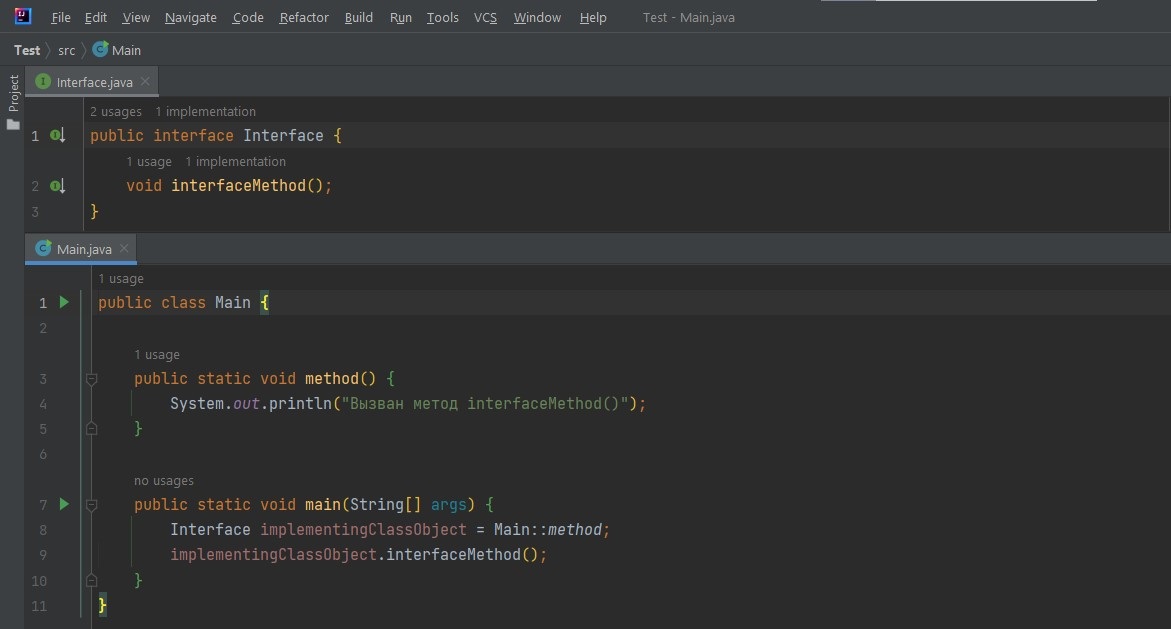 File Edit View Navigate Code Refactor Build Run Tools VCS Window Help Test - Main.java
Test src Main
Project
Interface.java
2 usages 1 implementation
1 public interface Interface {
1 usage 1 implementation
2 void interfaceMethod();
3 }
Main.java
1 usage
1 public class Main {
2
1 usage
3 public static void method() {
4 System.out.println("Вызван метод interfaceMethod()");
5 }
6
no usages
7 public static void main(String[] args) {
8 Interface implementingClassObject = Main::method;
9 implementingClassObject.interfaceMethod();
10 }
11 }